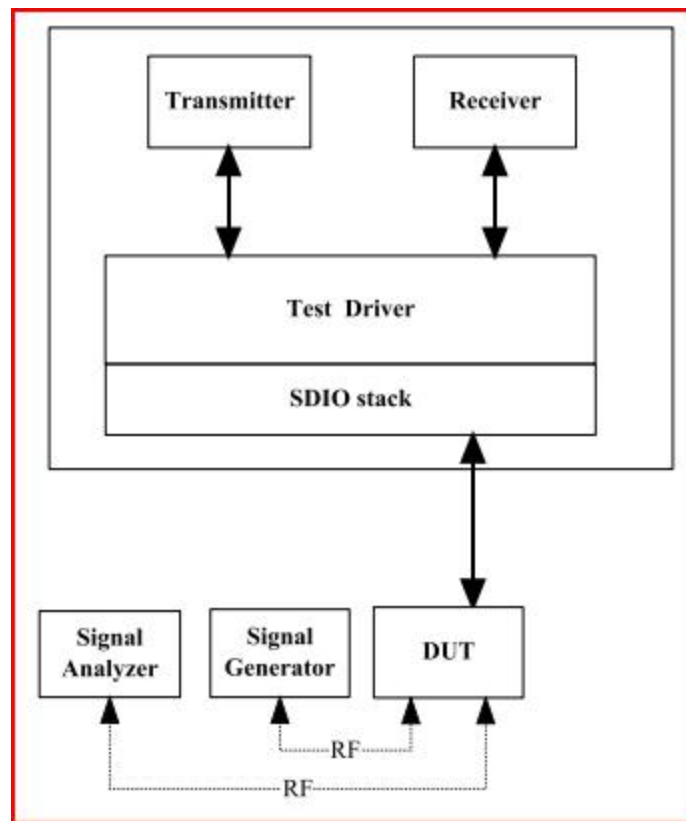 Transmitter
Receiver
Test Driver
SDIO stack
Signal
Analyzer
Signal
Generator
DUT
RF
RF